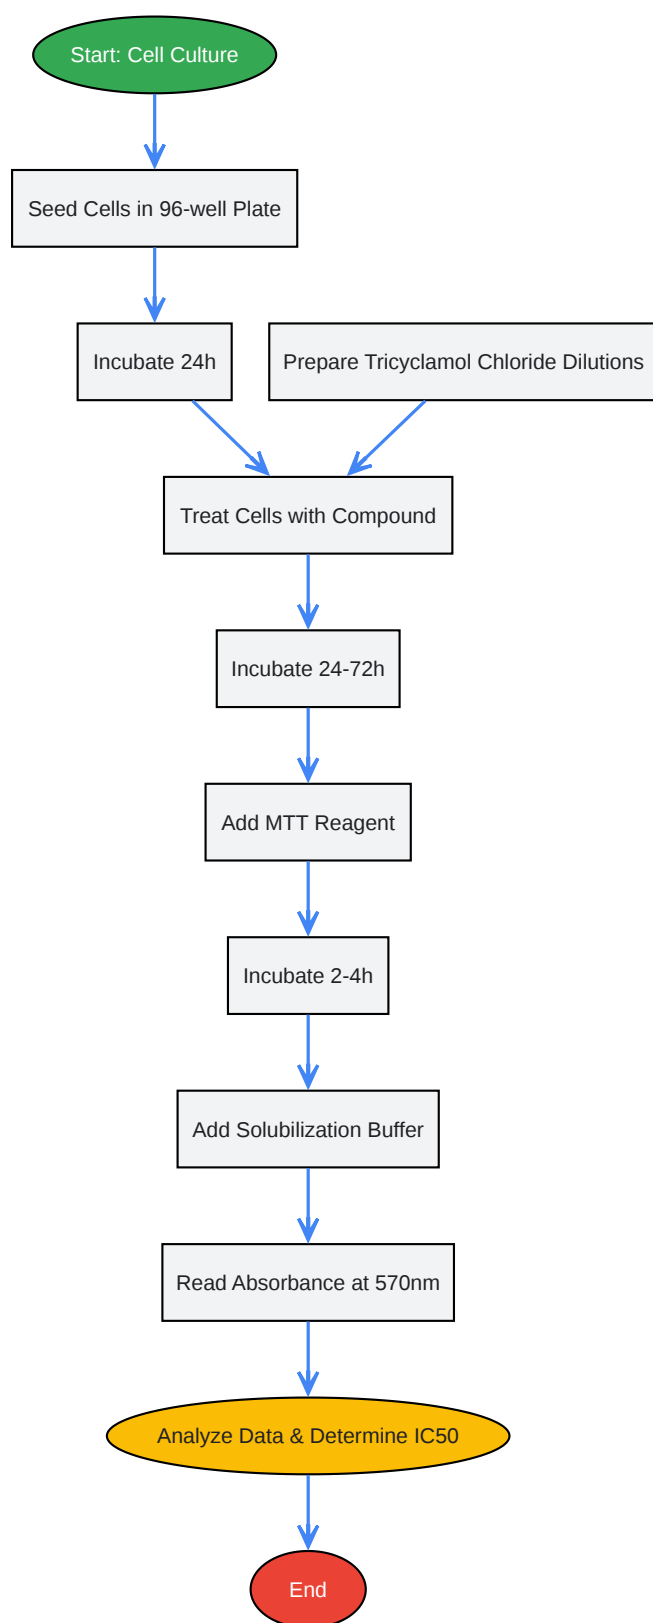 Start: Cell Culture
Seed Cells in 96-well Plate
Incubate 24h
Prepare Tricyclamol Chloride Dilutions
Treat Cells with Compound
Incubate 24-72h
Add MTT Reagent
Incubate 2-4h
Add Solubilization Buffer
Read Absorbance at 570nm
Analyze Data & Determine IC50
End